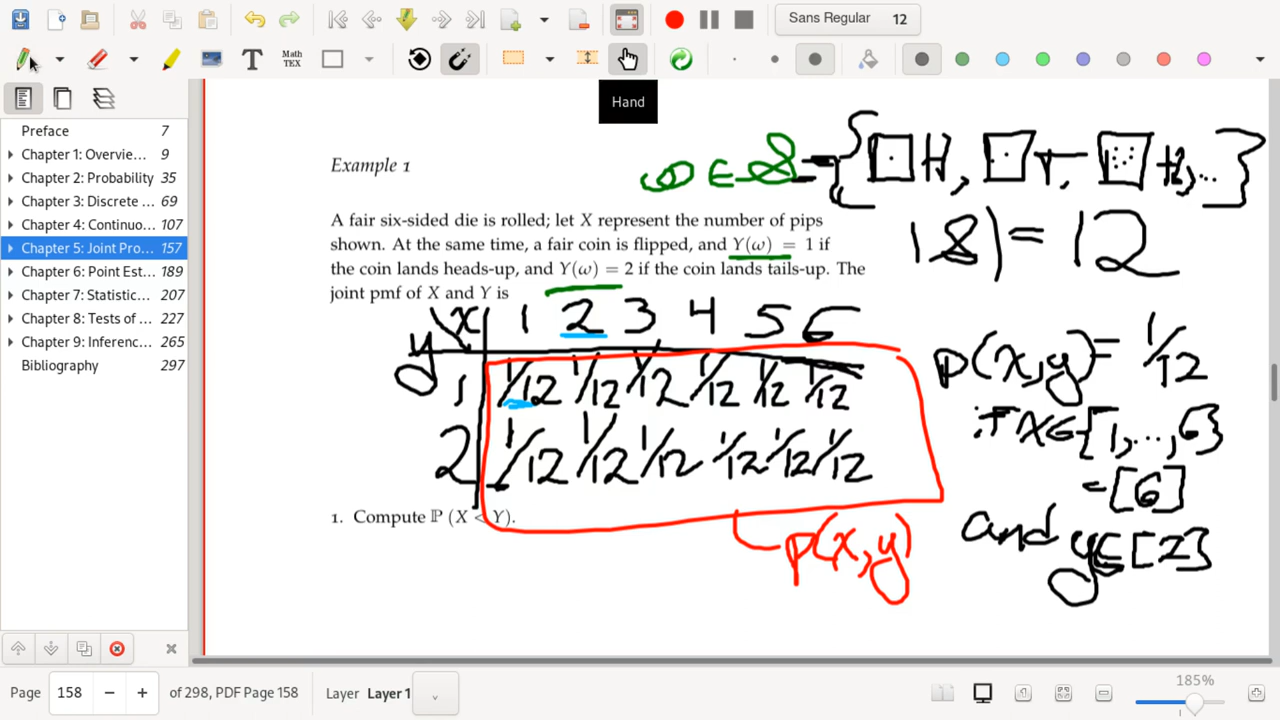 Sans Regular 12
T Math TEX
Hand
Preface 7
Chapter 1: Overvie... 9
Chapter 2: Probability 35
Chapter 3: Discrete ... 69
Chapter 4: Continuo... 107
Chapter 5: Joint Pro... 157
Chapter 6: Point Est... 189
Chapter 7: Statistic... 207
Chapter 8: Tests of ... 227
Chapter 9: Inferenc... 265
Bibliography 297
Example 1
ω ∈ S = { H, T, H, ... }
|S| = 12
A fair six-sided die is rolled; let X represent the number of pips
shown. At the same time, a fair coin is flipped, and Y(ω) = 1 if
the coin lands heads-up, and Y(ω) = 2 if the coin lands tails-up. The
joint pmf of X and Y is
y x 1 2 3 4 5 6
1 1/12 1/12 1/12 1/12 1/12 1/12
2 1/12 1/12 1/12 1/12 1/12 1/12
p(x,y)
p(x,y) = 1/12
if x∈{1,...,6}
=[6]
and y∈[2]
1. Compute ℙ (X < Y).
Page 158 of 298, PDF Page 158 Layer Layer 1 185%